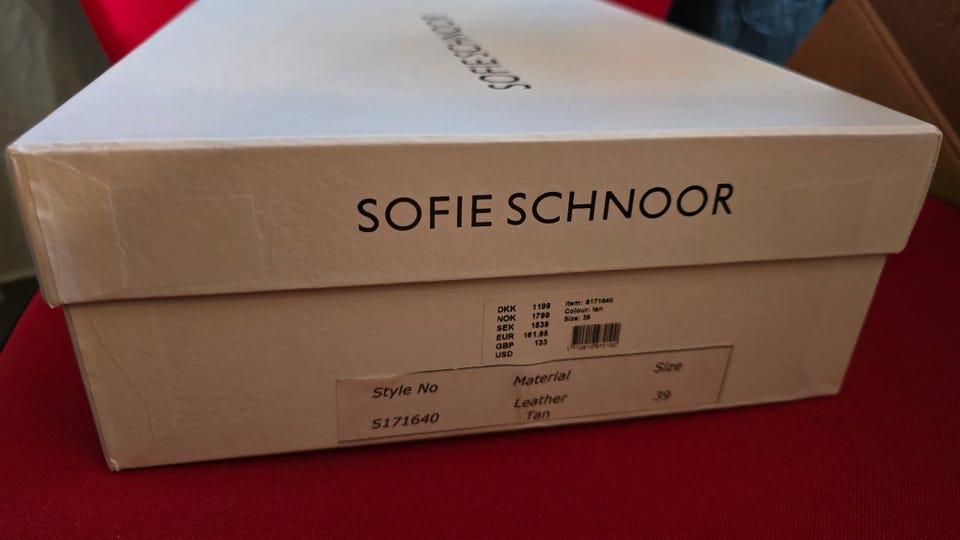 SOFIE SCHNOOR
SOFIE SCHNOOR
DKK 1199
NOK 1799
SEK 1539
EUR 161.95
GBP 133
USD
Item: S171640
Colour: tan
Size: 39
Style No Material Size
S171640 Leather 39
Tan